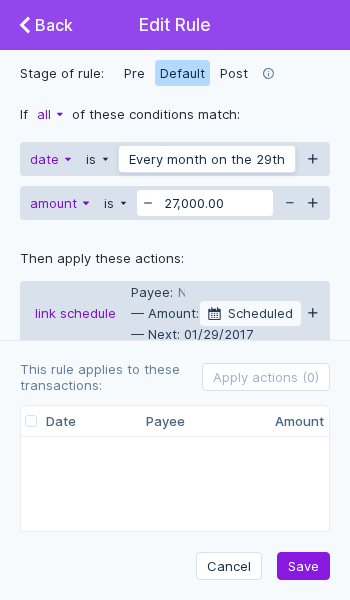 Back Edit Rule
Stage of rule: Pre Default Post
If all of these conditions match:
date is Every month on the 29th +
amount is − 27,000.00 − +
Then apply these actions:
Payee: N
link schedule — Amount: Scheduled +
— Next: 01/29/2017
This rule applies to these
transactions:
Apply actions (0)
Date Payee Amount
Cancel Save